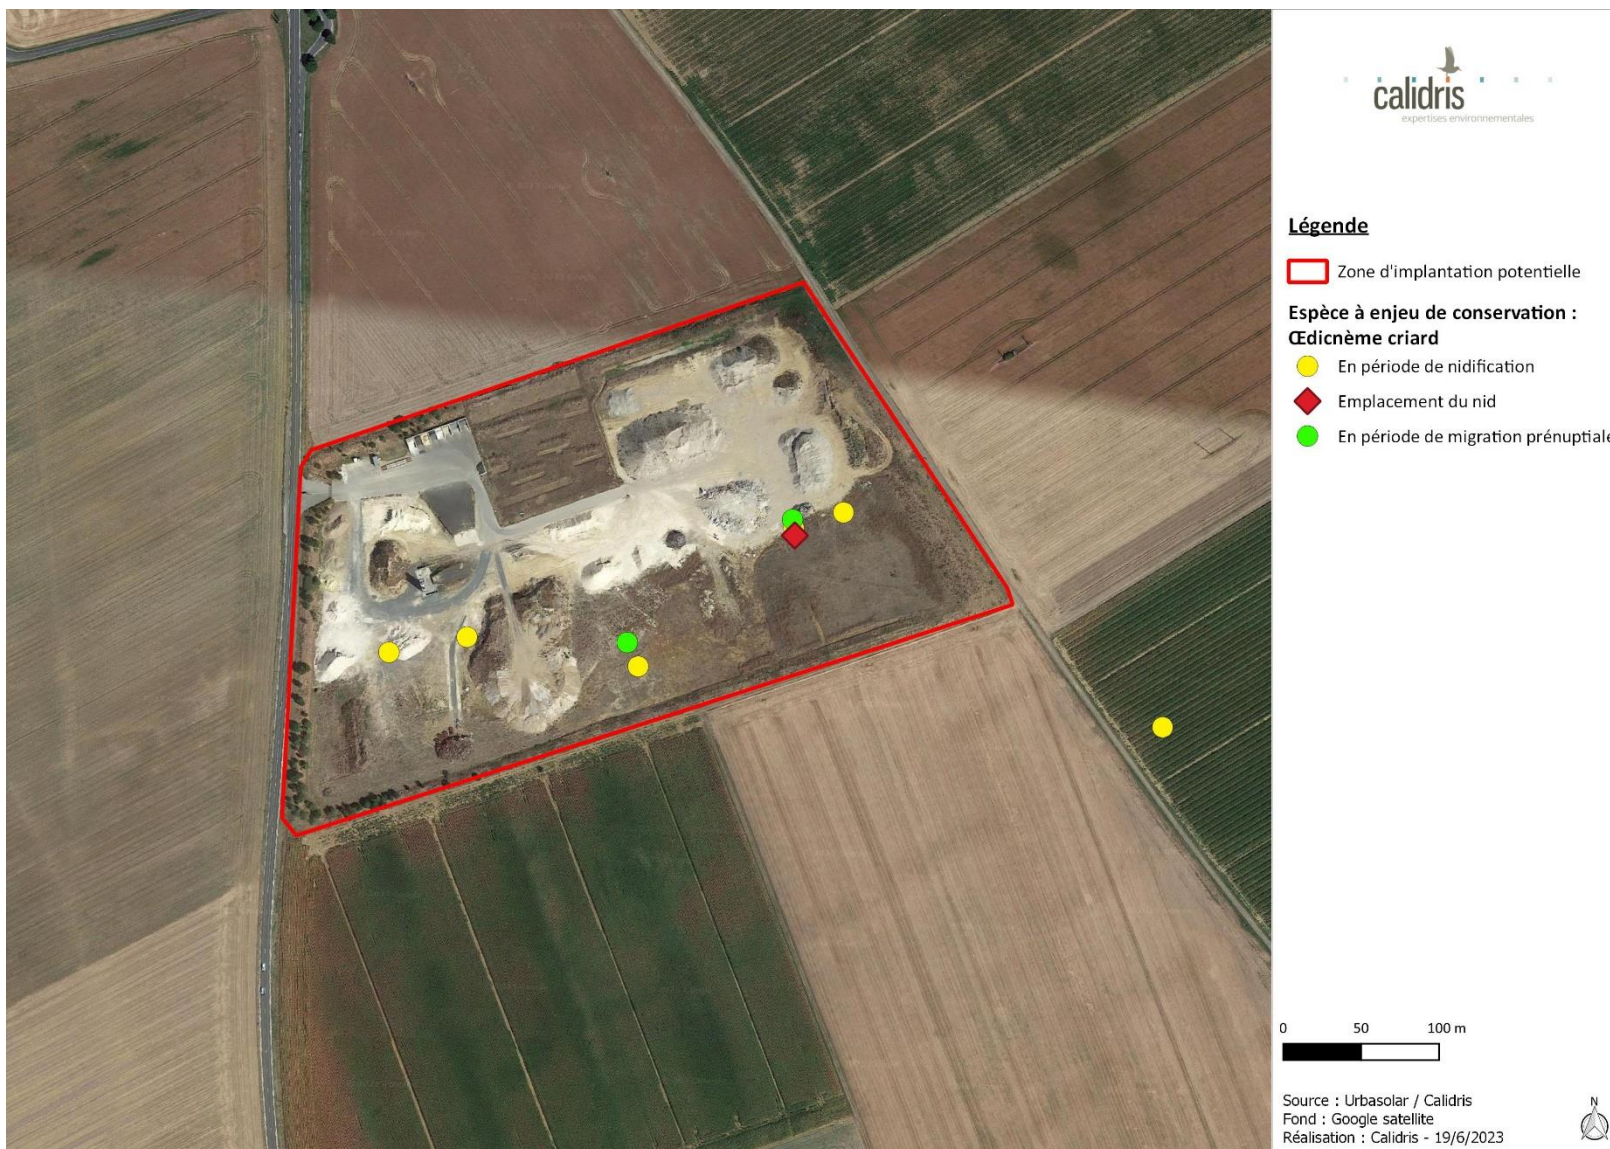 calidris
expertises environnementales
Légende
Zone d'implantation potentielle
Espèce à enjeu de conservation :
Œdicnème criard
En période de nidification
Emplacement du nid
En période de migration prénuptiale
0 50 100 m
Source : Urbasolar / Calidris
Fond : Google satellite
Réalisation : Calidris - 19/6/2023
N